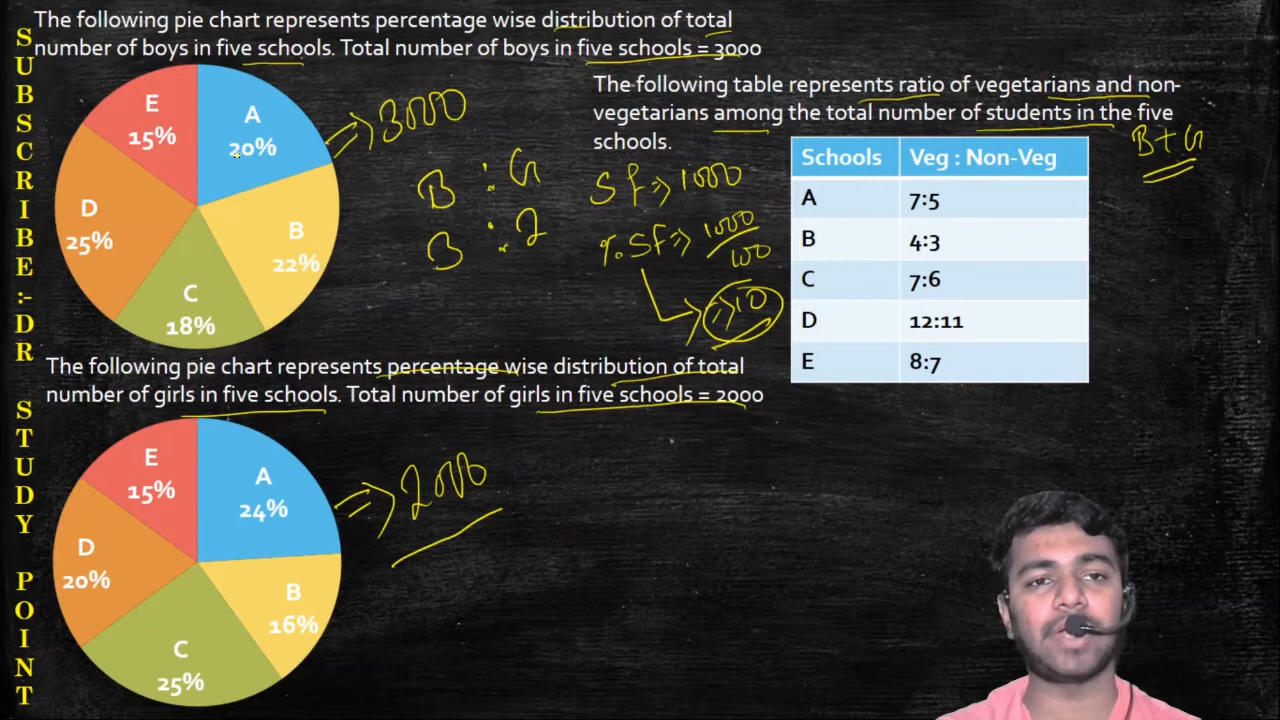 The following pie chart represents percentage wise distribution of total
number of boys in five schools. Total number of boys in five schools = 3000
SUBSCRIBE:-DR STUDY POINT
E
15%
A
20%
D
25%
B
22%
C
18%
3000
B : G
B : 2
The following table represents ratio of vegetarians and non-
vegetarians among the total number of students in the five
schools.
B+G
Sf ⇒ 1000
%.Sf ⇒ 1000/100
⇒ 10
Schools Veg : Non-Veg
A 7:5
B 4:3
C 7:6
D 12:11
E 8:7
The following pie chart represents percentage wise distribution of total
number of girls in five schools. Total number of girls in five schools = 2000
E
15%
A
24%
D
20%
B
16%
C
25%
⇒ 2000